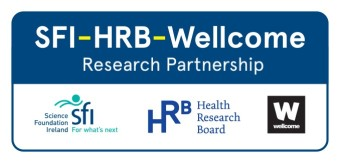 SFI-HRB-Wellcome
Research Partnership
Science
Foundation
Ireland
sfi
For what's next
HRB
Health
Research
Board
W
wellcome